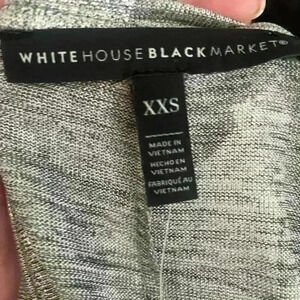 WHITE HOUSE BLACK MARKET®
XXS
MADE IN
VIETNAM
HECHO EN
VIETNAM
FABRIQUÉ AU
VIETNAM